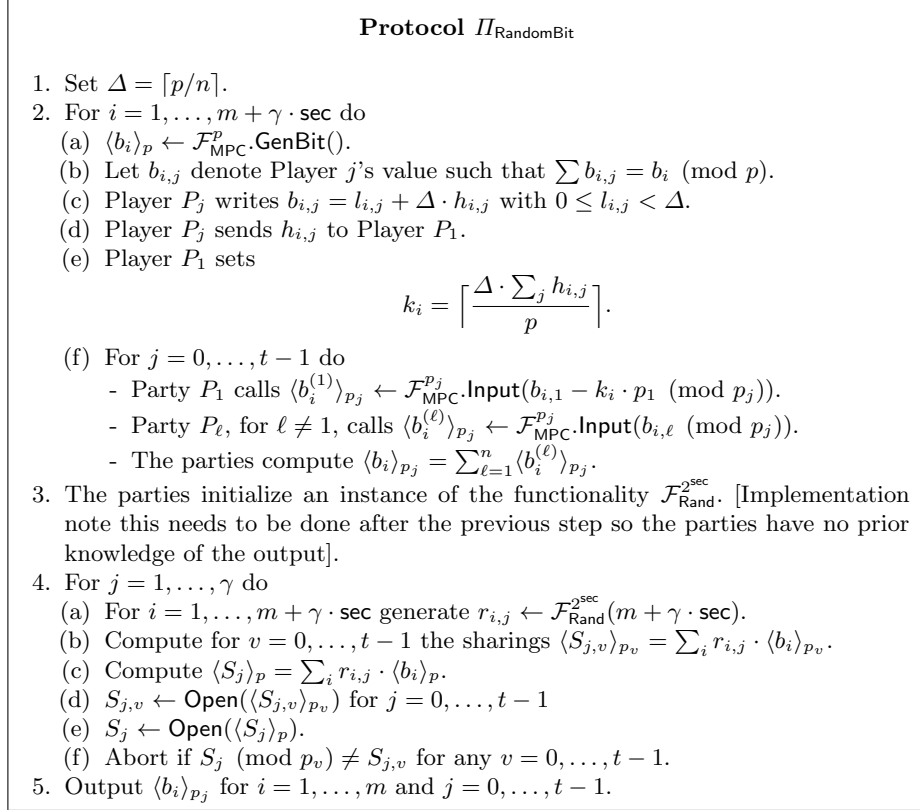 Protocol Π_RandomBit
1. Set Δ = ⌈p/n⌉.
2. For i = 1, . . . , m + γ · sec do
(a) ⟨b_i⟩_p ← F^p_MPC.GenBit().
(b) Let b_{i,j} denote Player j's value such that ∑ b_{i,j} = b_i (mod p).
(c) Player P_j writes b_{i,j} = l_{i,j} + Δ · h_{i,j} with 0 ≤ l_{i,j} < Δ.
(d) Player P_j sends h_{i,j} to Player P_1.
(e) Player P_1 sets
k_i = ⌈ (Δ · ∑_j h_{i,j}) / p ⌉.
(f) For j = 0, . . . , t − 1 do
- Party P_1 calls ⟨b_i^{(1)}⟩_{p_j} ← F^{p_j}_MPC.Input(b_{i,1} − k_i · p_1 (mod p_j)).
- Party P_ℓ, for ℓ ≠ 1, calls ⟨b_i^{(ℓ)}⟩_{p_j} ← F^{p_j}_MPC.Input(b_{i,ℓ} (mod p_j)).
- The parties compute ⟨b_i⟩_{p_j} = ∑_{ℓ=1}^n ⟨b_i^{(ℓ)}⟩_{p_j}.
3. The parties initialize an instance of the functionality F^{2^sec}_Rand. [Implementation
note this needs to be done after the previous step so the parties have no prior
knowledge of the output].
4. For j = 1, . . . , γ do
(a) For i = 1, . . . , m + γ · sec generate r_{i,j} ← F^{2^sec}_Rand(m + γ · sec).
(b) Compute for v = 0, . . . , t − 1 the sharings ⟨S_{j,v}⟩_{p_v} = ∑_i r_{i,j} · ⟨b_i⟩_{p_v}.
(c) Compute ⟨S_j⟩_p = ∑_i r_{i,j} · ⟨b_i⟩_p.
(d) S_{j,v} ← Open(⟨S_{j,v}⟩_{p_v}) for j = 0, . . . , t − 1
(e) S_j ← Open(⟨S_j⟩_p).
(f) Abort if S_j (mod p_v) ≠ S_{j,v} for any v = 0, . . . , t − 1.
5. Output ⟨b_i⟩_{p_j} for i = 1, . . . , m and j = 0, . . . , t − 1.